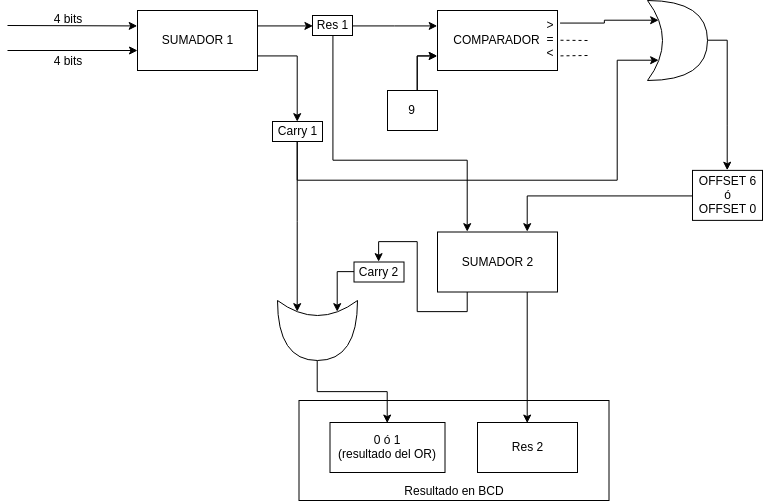 4 bits
4 bits
SUMADOR 1
Res 1
COMPARADOR
>
=
<
9
Carry 1
OFFSET 6
ó
OFFSET 0
SUMADOR 2
Carry 2
0 ó 1
(resultado del OR)
Res 2
Resultado en BCD